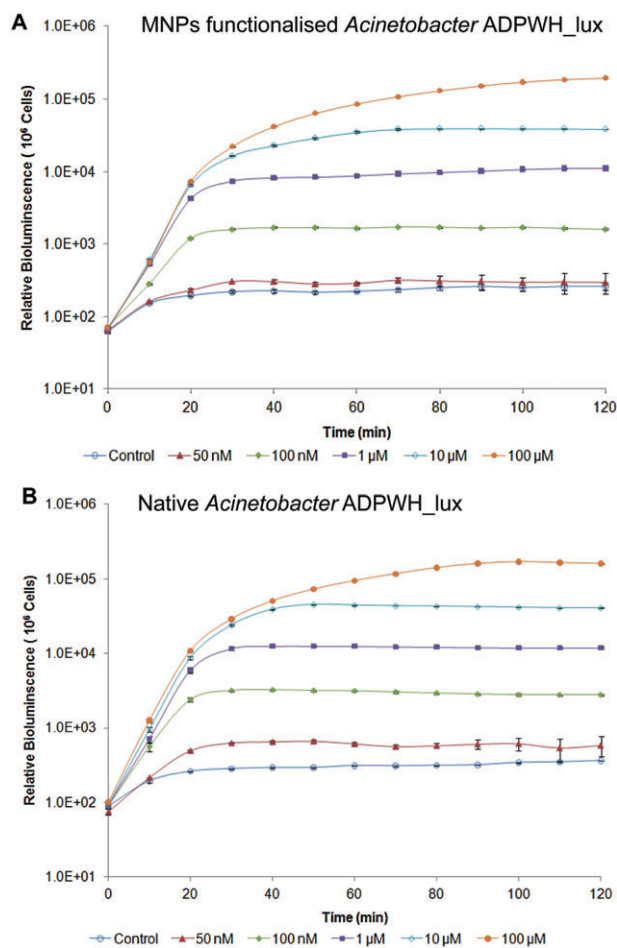 A
MNPs functionalised Acinetobacter ADPWH_lux
1.0E+06
1.0E+05
1.0E+04
1.0E+03
1.0E+02
1.0E+01
Relative Bioluminscence ( 10⁶ Cells)
0 20 40 60 80 100 120
Time (min)
Control 50 nM 100 nM 1 µM 10 µM 100 µM
B
Native Acinetobacter ADPWH_lux
1.0E+06
1.0E+05
1.0E+04
1.0E+03
1.0E+02
1.0E+01
Relative Bioluminscence ( 10⁶ Cells)
0 20 40 60 80 100 120
Time (min)
Control 50 nM 100 nM 1 µM 10 µM 100 µM